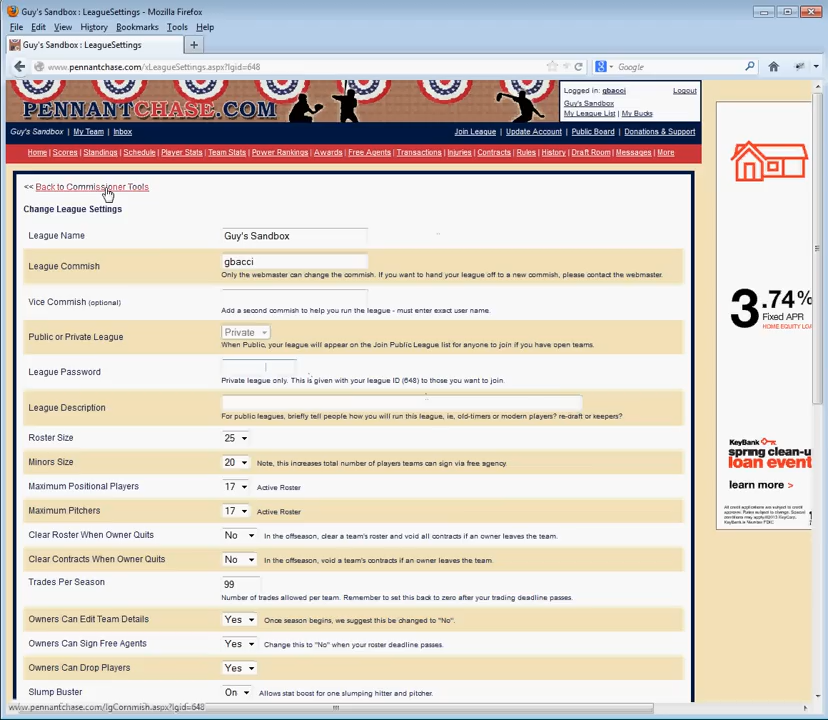 Guy's Sandbox : LeagueSettings - Mozilla Firefox
File Edit View History Bookmarks Tools Help
Guy's Sandbox : LeagueSettings
www.pennantchase.com/xLeagueSettings.aspx?lgid=648
Google
PENNANTCHASE.COM
Logged in: gbacci Logout
Guy's Sandbox
My League List | My Bucks
Guy's Sandbox | My Team | Inbox
Join League | Update Account | Public Board | Donations & Support
Home | Scores | Standings | Schedule | Player Stats | Team Stats | Power Rankings | Awards | Free Agents | Transactions | Injuries | Contracts | Rules | History | Draft Room | Messages | More
<< Back to Commissioner Tools
Change League Settings
League Name Guy's Sandbox
League Commish gbacci
Only the webmaster can change the commish. If you want to hand your league off to a new commish, please contact the webmaster.
Vice Commish (optional)
Add a second commish to help you run the league - must enter exact user name.
Public or Private League Private
When Public, your league will appear on the Join Public League list for anyone to join if you have open teams.
League Password
Private league only. This is given with your league ID (648) to those you want to join.
League Description
For public leagues, briefly tell people how you will run this league, ie, old-timers or modern players? re-draft or keepers?
Roster Size 25
Minors Size 20 Note, this increases total number of players teams can sign via free agency.
Maximum Positional Players 17 Active Roster
Maximum Pitchers 17 Active Roster
Clear Roster When Owner Quits No In the offseason, clear a team's roster and void all contracts if an owner leaves the team.
Clear Contracts When Owner Quits No In the offseason, void a team's contracts if an owner leaves the team.
Trades Per Season 99
Number of trades allowed per team. Remember to set this back to zero after your trading deadline passes.
Owners Can Edit Team Details Yes Once season begins, we suggest this be changed to "No".
Owners Can Sign Free Agents Yes Change this to "No" when your roster deadline passes.
Owners Can Drop Players Yes
Slump Buster On Allows stat boost for one slumping hitter and pitcher.
www.pennantchase.com/lgCommish.aspx?lgid=648
3.74%
Fixed APR
HOME EQUITY LO
KeyBank
spring clean-u
loan event
learn more >